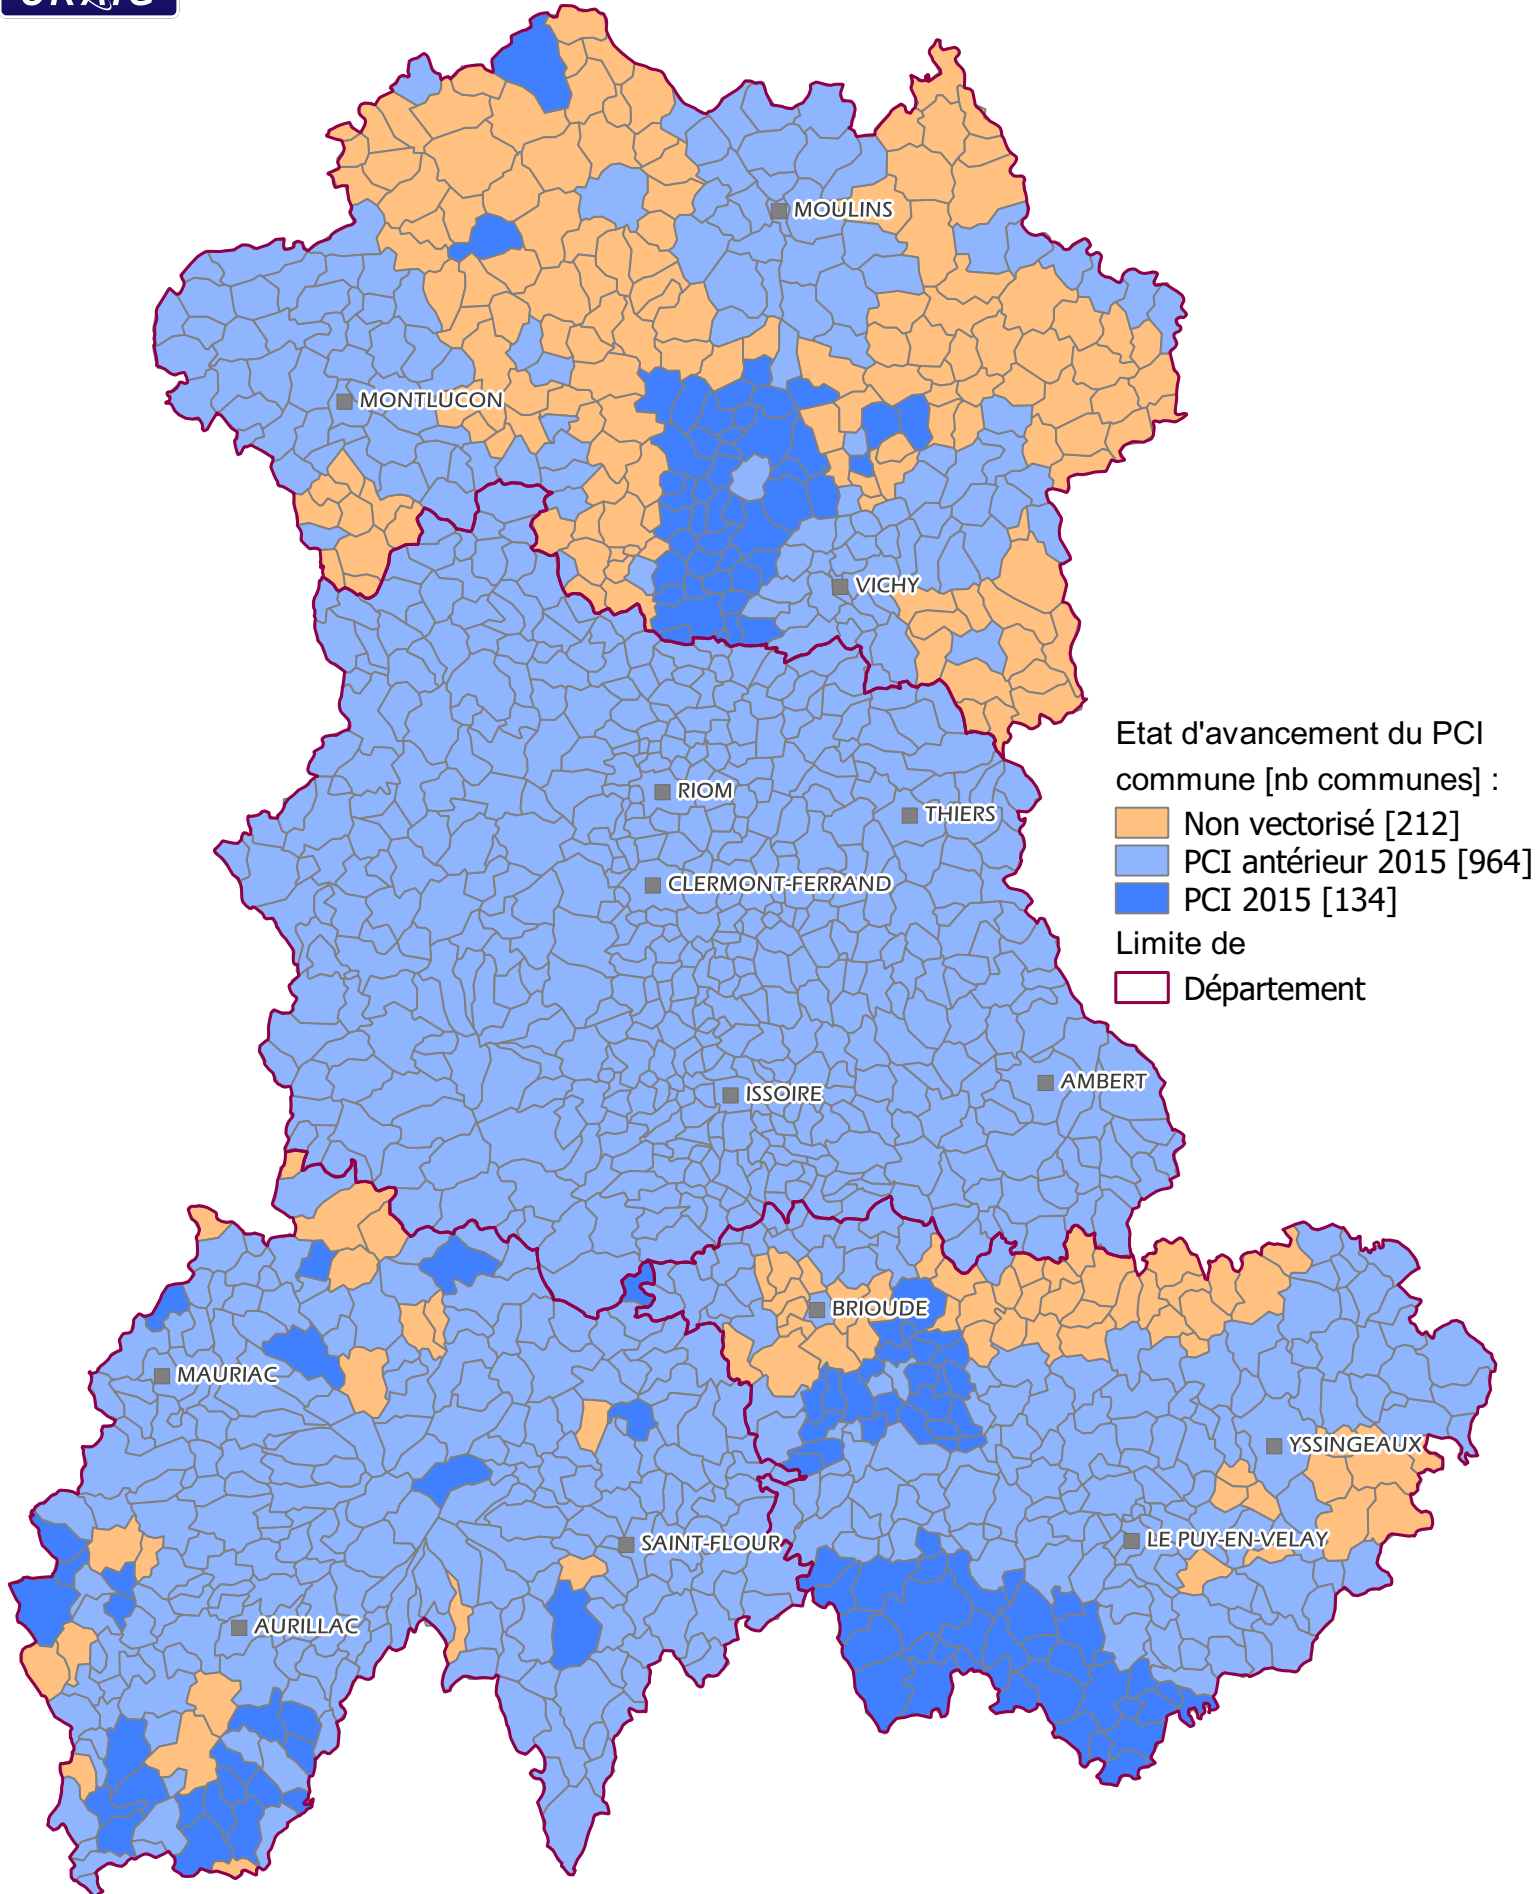 MOULINS
MONTLUCON
VICHY
Etat d'avancement du PCI
commune [nb communes] :
RIOM
THIERS
Non vectorisé [212]
PCI antérieur 2015 [964]
CLERMONT-FERRAND
PCI 2015 [134]
Limite de
Département
AMBERT
ISSOIRE
BRIOUDE
MAURIAC
YSSINGEAUX
LE PUY-EN-VELAY
SAINT-FLOUR
AURILLAC